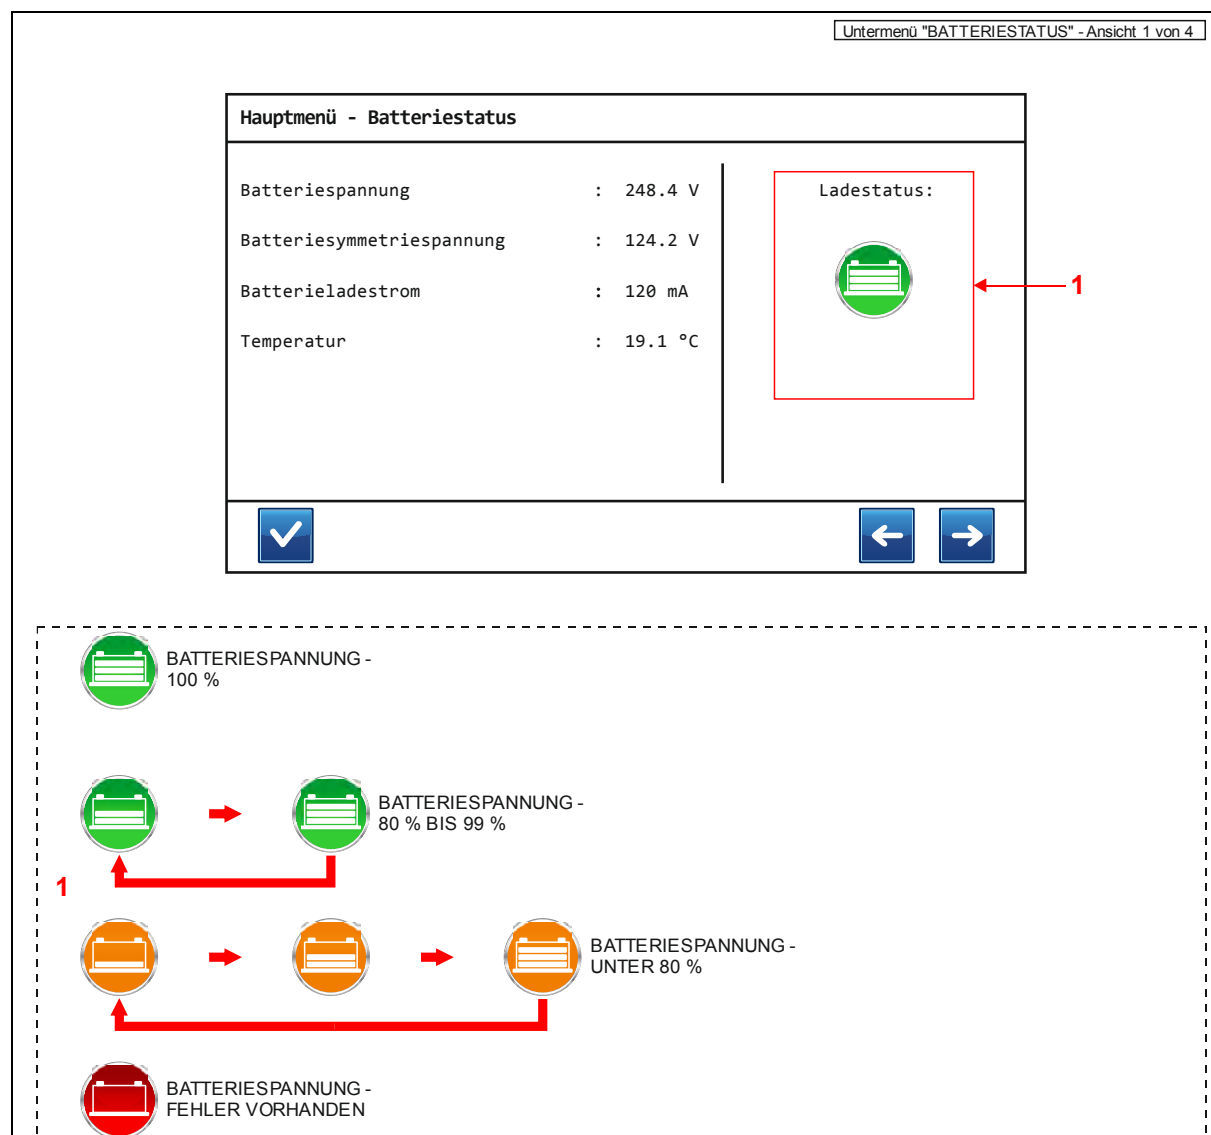 Untermenü "BATTERIESTATUS" - Ansicht 1 von 4
Hauptmenü - Batteriestatus
Batteriespannung : 248.4 V
Batteriesymmetriespannung : 124.2 V
Batterieladestrom : 120 mA
Temperatur : 19.1 °C
Ladestatus:
1
BATTERIESPANNUNG -
100 %
BATTERIESPANNUNG -
80 % BIS 99 %
1
BATTERIESPANNUNG -
UNTER 80 %
BATTERIESPANNUNG -
FEHLER VORHANDEN